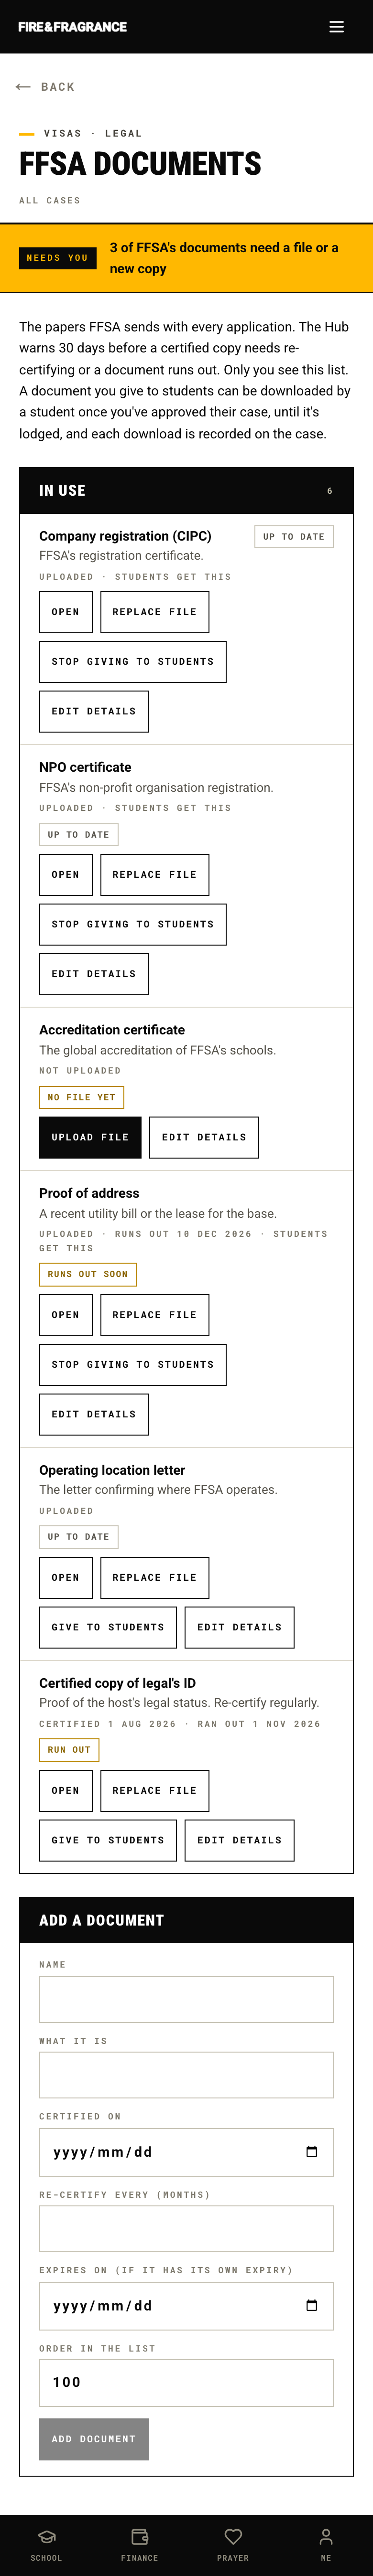 FIRE&FRAGRANCE
← BACK
VISAS · LEGAL
FFSA DOCUMENTS
ALL CASES
NEEDS YOU
3 of FFSA's documents need a file or a
new copy
The papers FFSA sends with every application. The Hub
warns 30 days before a certified copy needs re-
certifying or a document runs out. Only you see this list.
A document you give to students can be downloaded by
a student once you've approved their case, until it's
lodged, and each download is recorded on the case.
IN USE
6
Company registration (CIPC)
UP TO DATE
FFSA's registration certificate.
UPLOADED · STUDENTS GET THIS
OPEN
REPLACE FILE
STOP GIVING TO STUDENTS
EDIT DETAILS
NPO certificate
FFSA's non-profit organisation registration.
UPLOADED · STUDENTS GET THIS
UP TO DATE
OPEN
REPLACE FILE
STOP GIVING TO STUDENTS
EDIT DETAILS
Accreditation certificate
The global accreditation of FFSA's schools.
NOT UPLOADED
NO FILE YET
UPLOAD FILE
EDIT DETAILS
Proof of address
A recent utility bill or the lease for the base.
UPLOADED · RUNS OUT 10 DEC 2026 · STUDENTS
GET THIS
RUNS OUT SOON
OPEN
REPLACE FILE
STOP GIVING TO STUDENTS
EDIT DETAILS
Operating location letter
The letter confirming where FFSA operates.
UPLOADED
UP TO DATE
OPEN
REPLACE FILE
GIVE TO STUDENTS
EDIT DETAILS
Certified copy of legal's ID
Proof of the host's legal status. Re-certify regularly.
CERTIFIED 1 AUG 2026 · RAN OUT 1 NOV 2026
RUN OUT
OPEN
REPLACE FILE
GIVE TO STUDENTS
EDIT DETAILS
ADD A DOCUMENT
NAME
WHAT IT IS
CERTIFIED ON
yyyy/mm/dd
RE-CERTIFY EVERY (MONTHS)
EXPIRES ON (IF IT HAS ITS OWN EXPIRY)
yyyy/mm/dd
ORDER IN THE LIST
100
ADD DOCUMENT
SCHOOL
FINANCE
PRAYER
ME